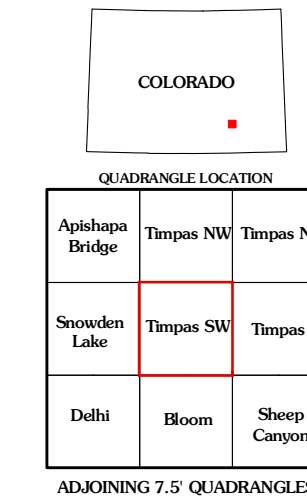 COLORADO
QUADRANGLE LOCATION
Apishapa
Bridge
Timpas NW
Timpas N
Snowden
Lake
Timpas SW
Timpas
Delhi
Bloom
Sheep
Canyon
ADJOINING 7.5' QUADRANGLES